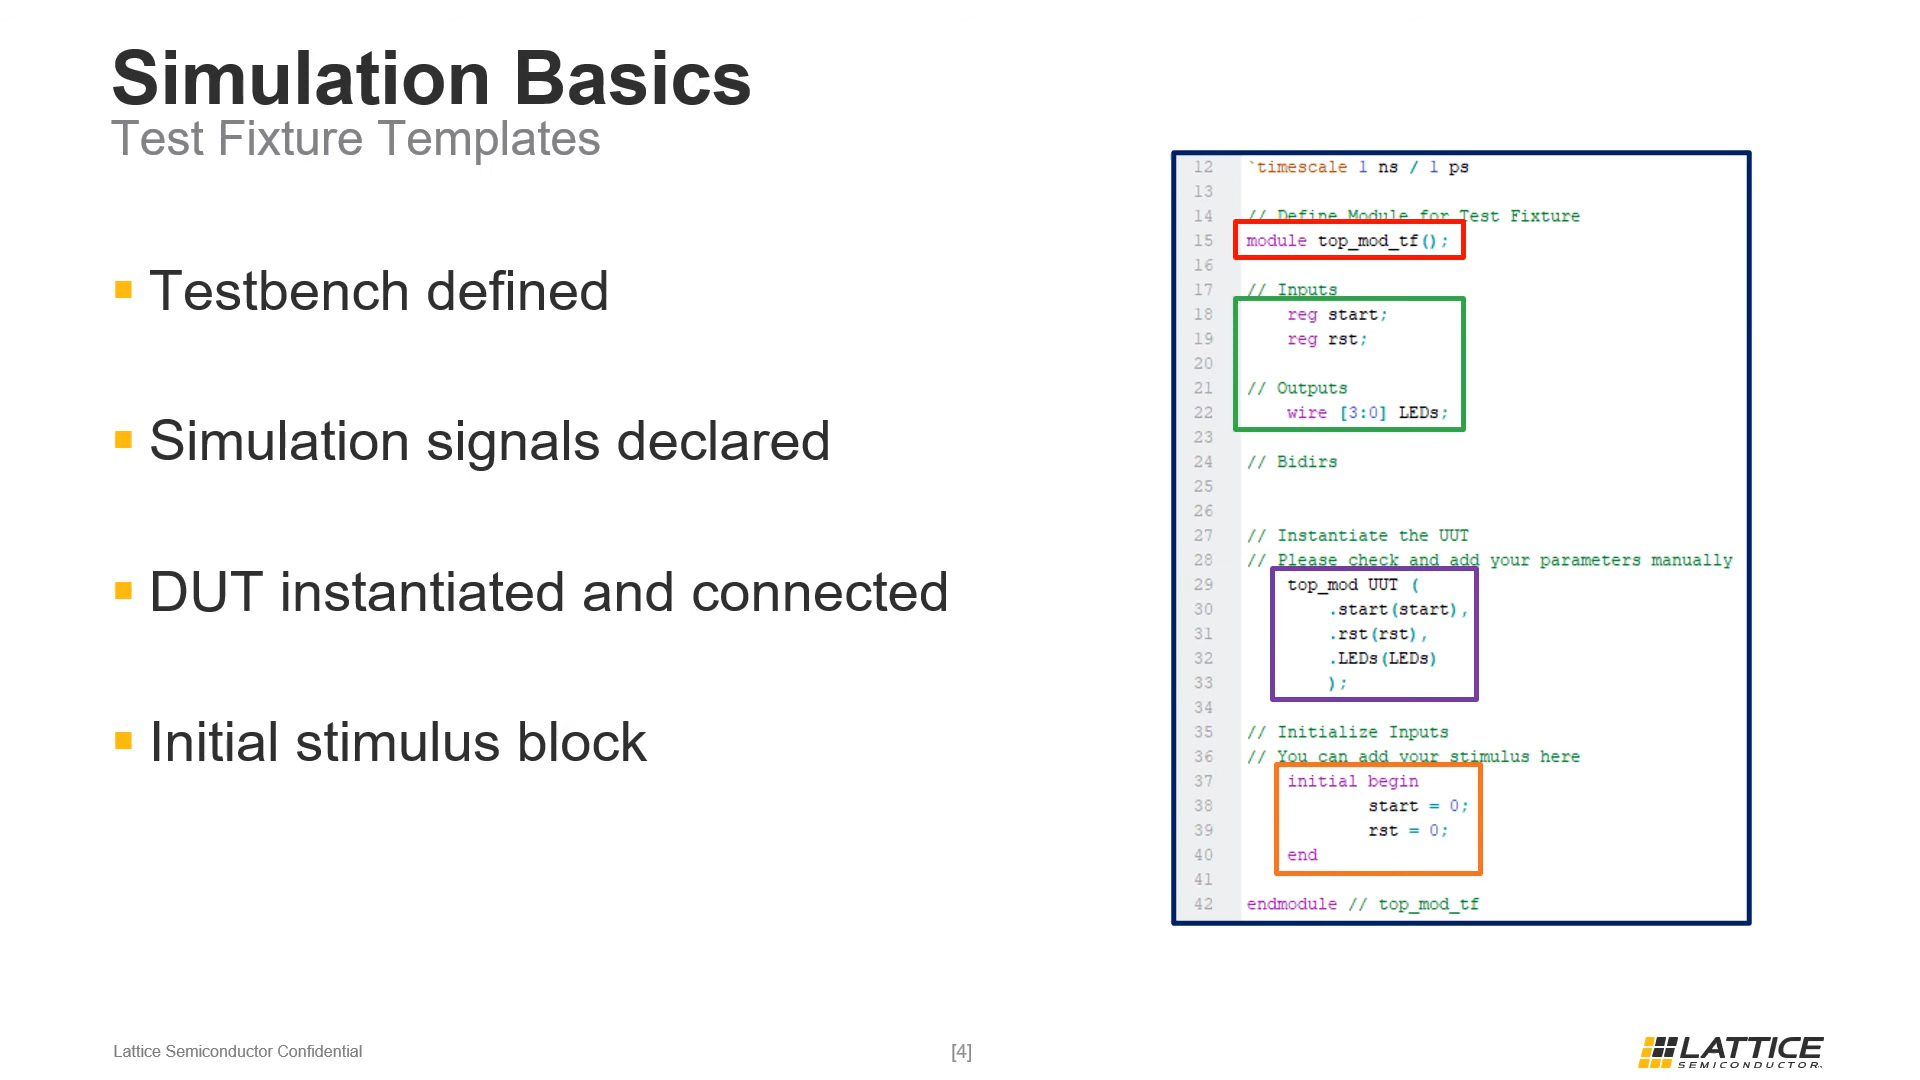 Simulation Basics
Test Fixture Templates
Testbench defined
Simulation signals declared
DUT instantiated and connected
Initial stimulus block
12 `timescale 1 ns / 1 ps
13
14 // Define Module for Test Fixture
15 module top_mod_tf();
16
17 // Inputs
18 reg start;
19 reg rst;
20
21 // Outputs
22 wire [3:0] LEDs;
23
24 // Bidirs
25
26
27 // Instantiate the UUT
28 // Please check and add your parameters manually
29 top_mod UUT (
30 .start(start),
31 .rst(rst),
32 .LEDs(LEDs)
33 );
34
35 // Initialize Inputs
36 // You can add your stimulus here
37 initial begin
38 start = 0;
39 rst = 0;
40 end
41
42 endmodule // top_mod_tf
Lattice Semiconductor Confidential
[4]
LATTICE
SEMICONDUCTOR